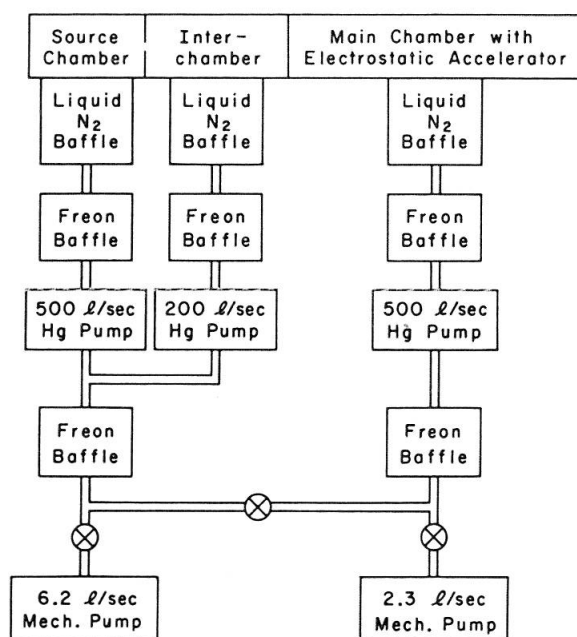 Source
Chamber
Inter-
chamber
Main Chamber with
Electrostatic Accelerator
Liquid
N2
Baffle
Liquid
N2
Baffle
Liquid
N2
Baffle
Freon
Baffle
Freon
Baffle
Freon
Baffle
500 ℓ/sec
Hg Pump
200 ℓ/sec
Hg Pump
500 ℓ/sec
Hg Pump
Freon
Baffle
Freon
Baffle
6.2 ℓ/sec
Mech. Pump
2.3 ℓ/sec
Mech. Pump